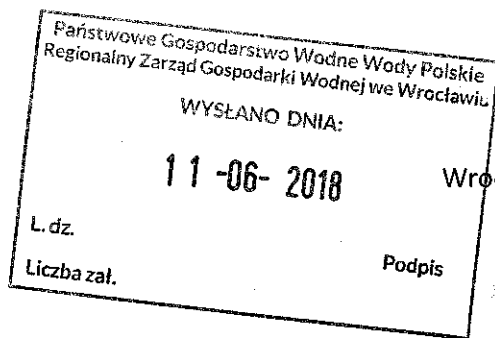 Państwowe Gospodarstwo Wodne Wody Polskie
Regionalny Zarząd Gospodarki Wodnej we Wrocławiu
WYSŁANO DNIA:
11 -06- 2018
Wro
L. dz.
Podpis
Liczba zał.